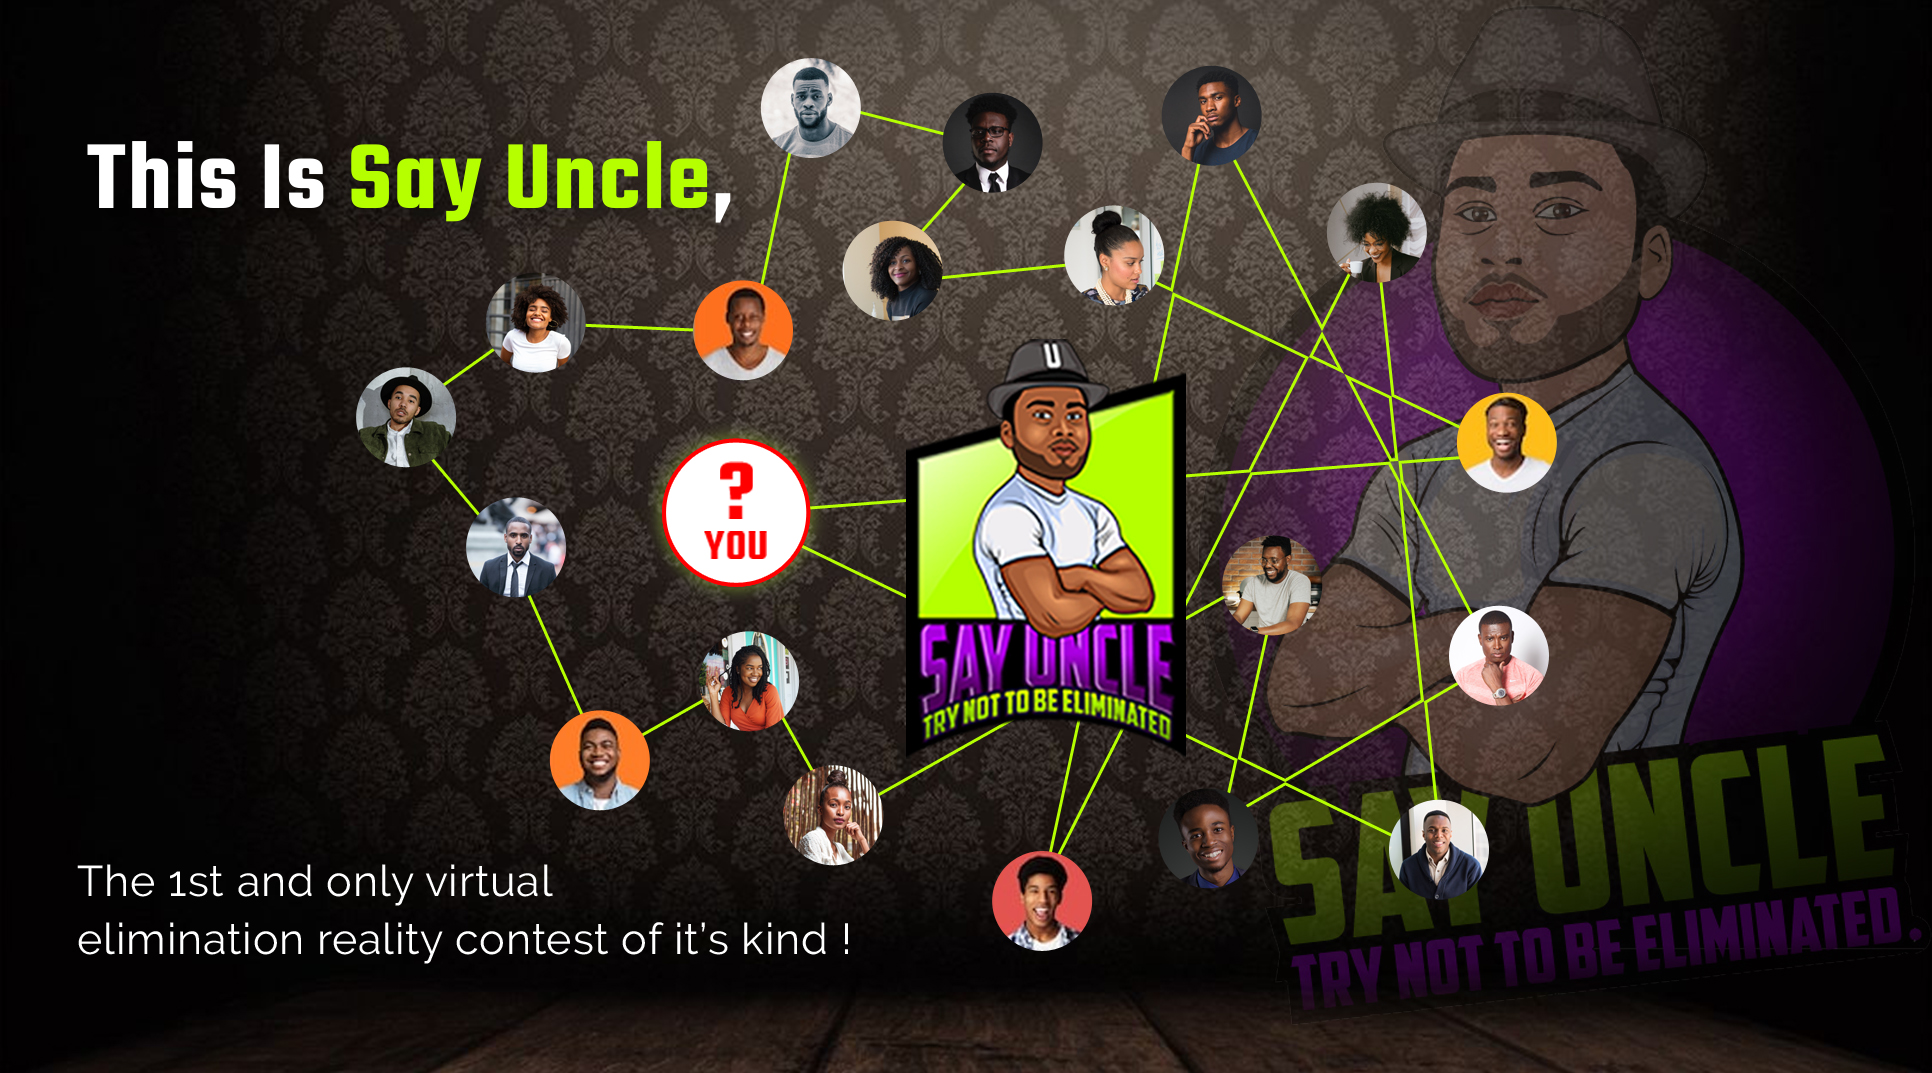 This Is Say Uncle,
U
?
YOU
SAY UNCLE
TRY NOT TO BE ELIMINATED
SAY UNCLE
TRY NOT TO BE ELIMINATED.
The 1st and only virtual
elimination reality contest of it's kind !